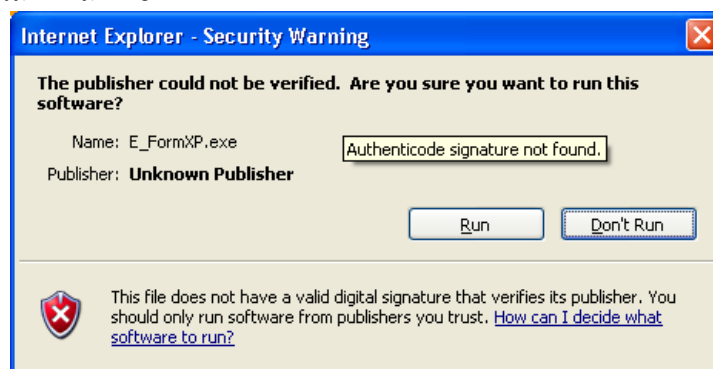 Internet Explorer - Security Warning
The publisher could not be verified. Are you sure you want to run this
software?
Name: E_FormXP.exe
Authenticode signature not found.
Publisher: Unknown Publisher
Run
Don't Run
This file does not have a valid digital signature that verifies its publisher. You
should only run software from publishers you trust. How can I decide what
software to run?